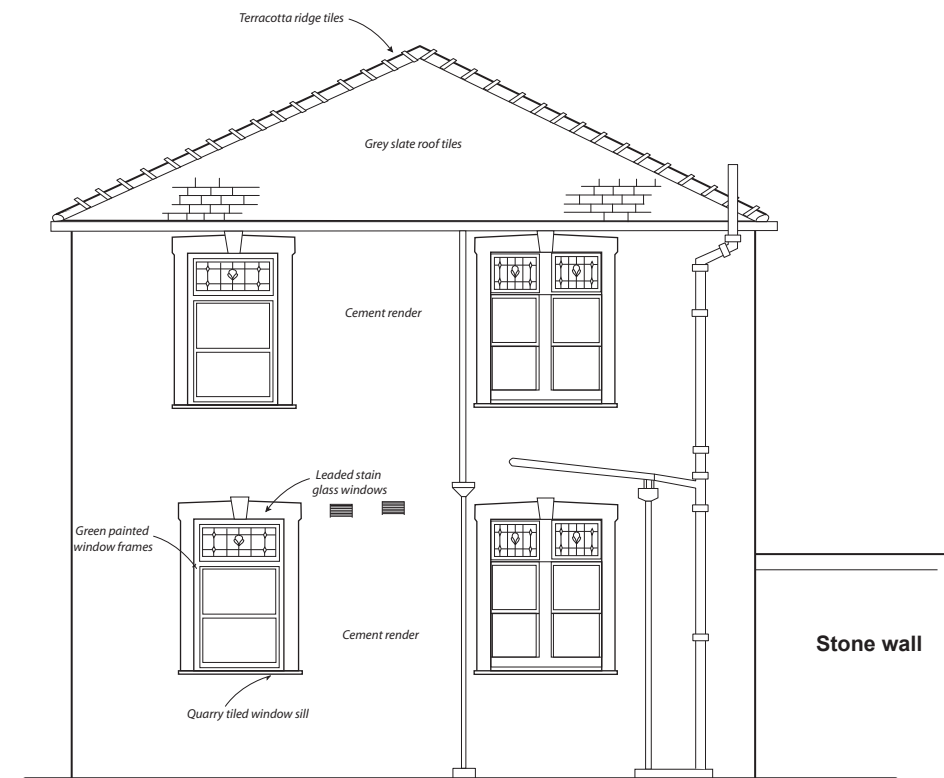 Terracotta ridge tiles
Grey slate roof tiles
Cement render
Leaded stain
glass windows
Green painted
window frames
Cement render
Stone wall
Quarry tiled window sill